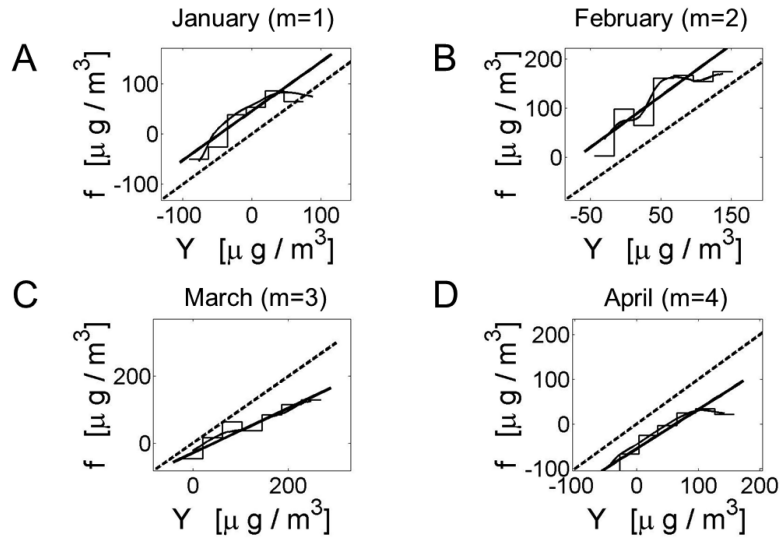 January (m=1)
A
f [μ g / m³]
100
0
-100
-100 0 100
Y [μ g / m³]
February (m=2)
B
200
100
0
-50 50 150
Y [μ g / m³]
March (m=3)
C
f [μ g / m³]
200
0
0 200
Y [μ g / m³]
April (m=4)
D
f [μ g / m³]
200
100
0
-100
-100 0 100 200
Y [μ g / m³]